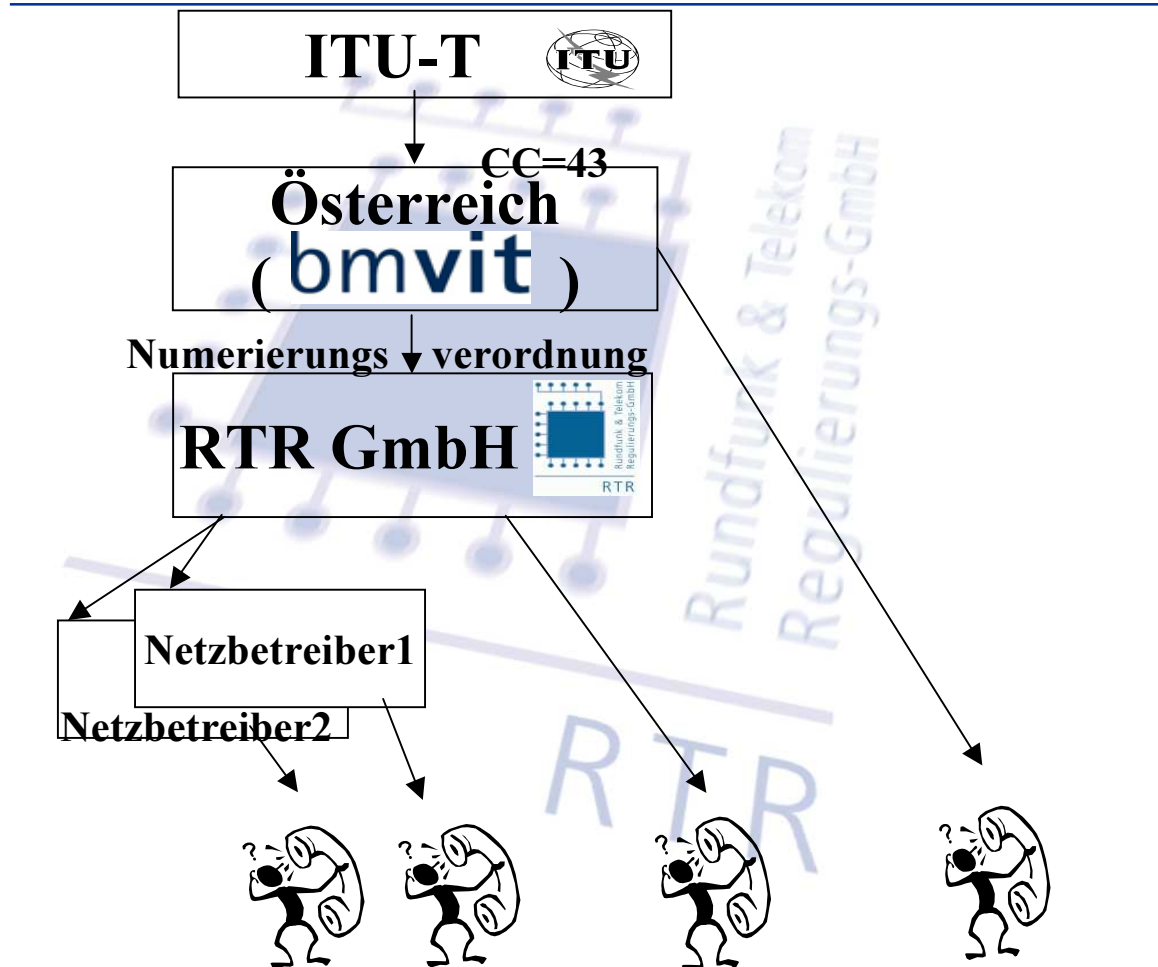 ITU-T
ITU
CC=43
Österreich
( bmvit )
Numerierungs verordnung
RTR GmbH
Rundfunk & Telekom
Regulierungs-GmbH
RTR
Netzbetreiber1
Netzbetreiber2
Rundfunk & Telekom
Regulierungs-GmbH
RTR
? ? ? ?